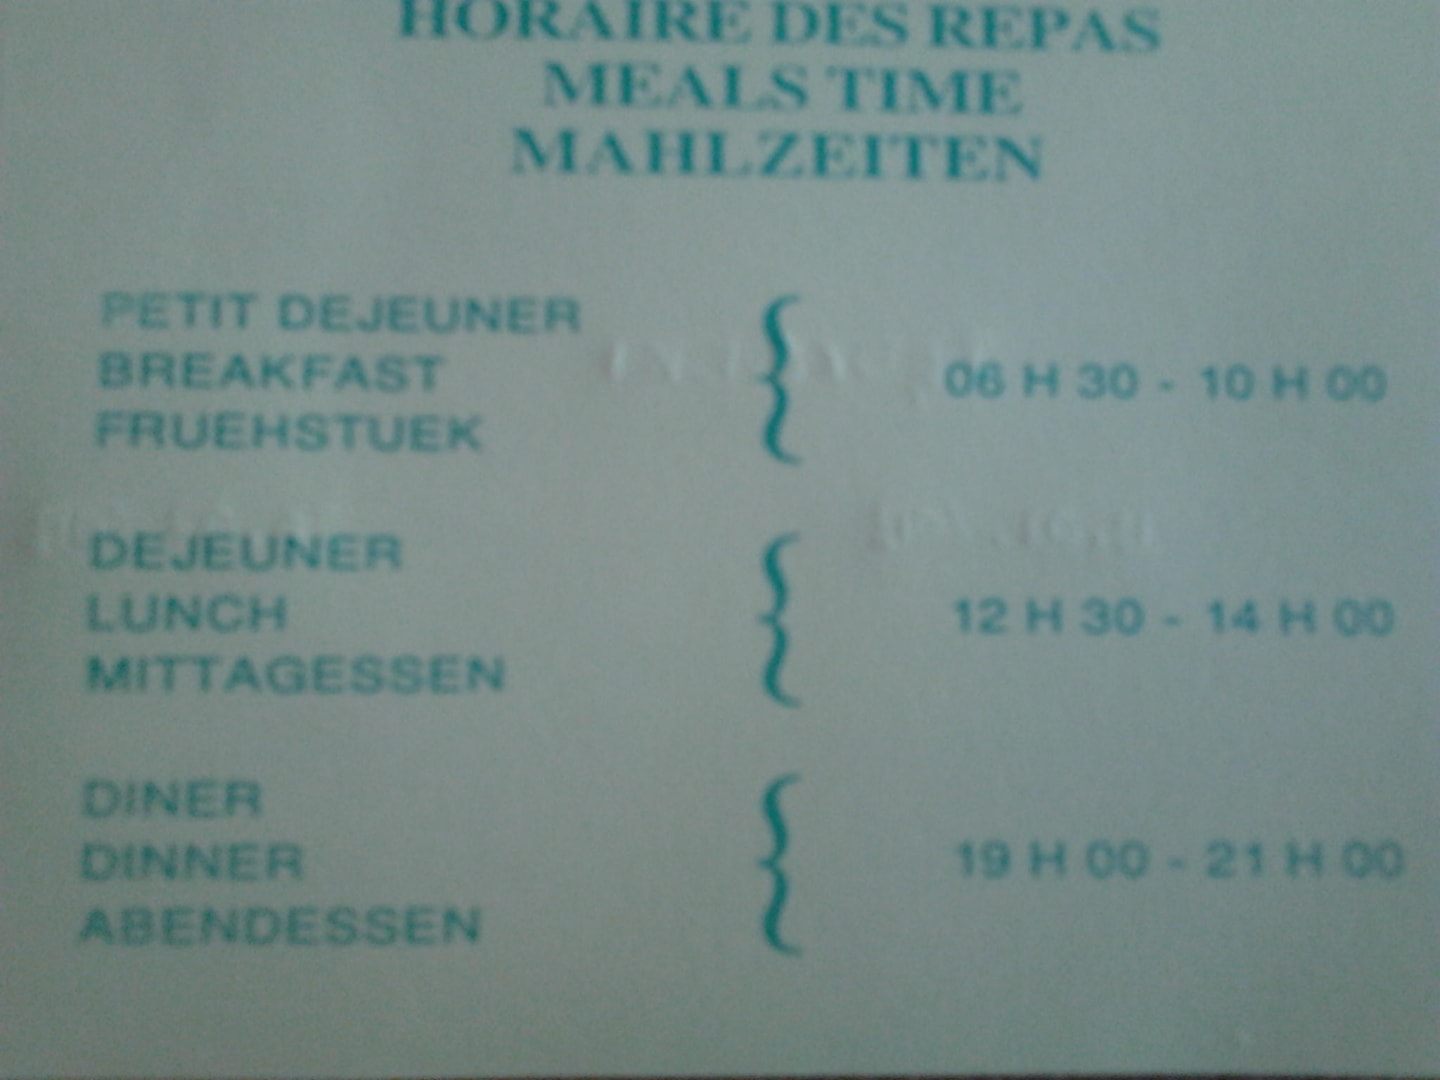 HORAIRE DES REPAS
MEALS TIME
MAHLZEITEN
PETIT DEJEUNER
BREAKFAST
FRUEHSTUEK
06 H 30 - 10 H 00
DEJEUNER
LUNCH
MITTAGESSEN
12 H 30 - 14 H 00
DINER
DINNER
ABENDESSEN
19 H 00 - 21 H 00